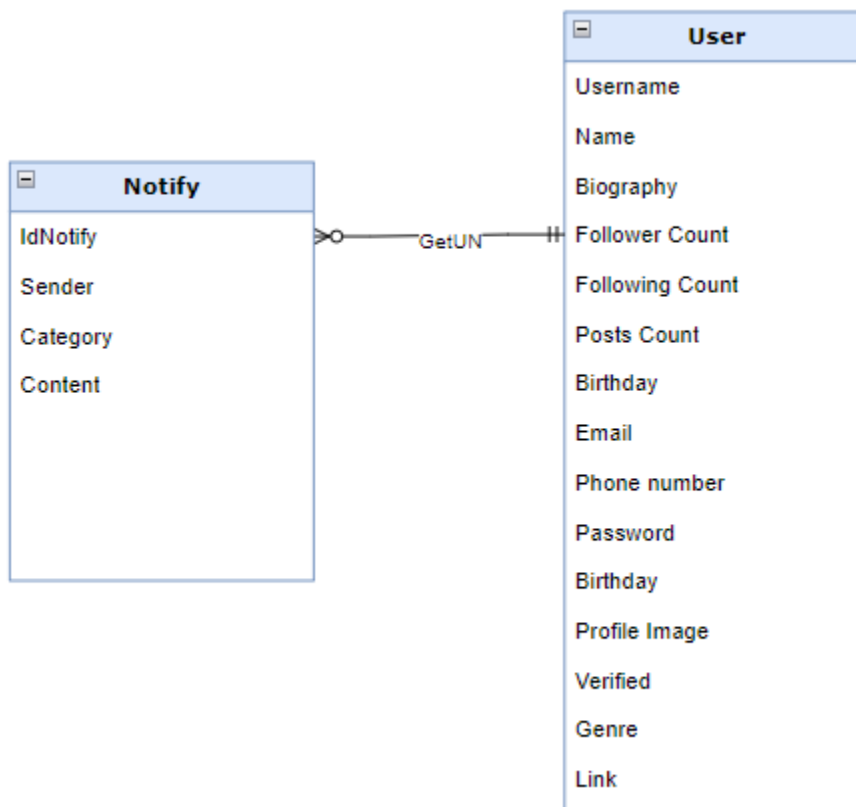 Notify
IdNotify
Sender
Category
Content
GetUN
User
Username
Name
Biography
Follower Count
Following Count
Posts Count
Birthday
Email
Phone number
Password
Birthday
Profile Image
Verified
Genre
Link